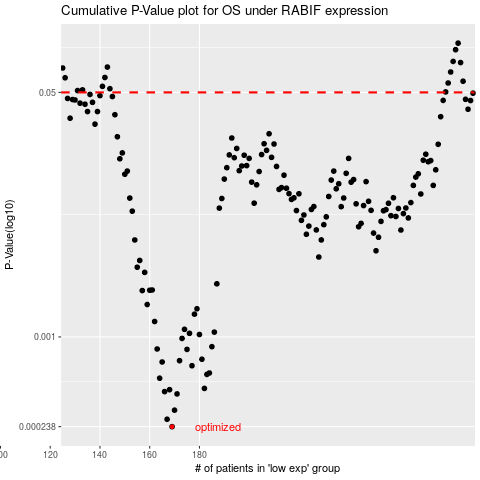 Cumulative P-Value plot for OS under RABIF expression
P-Value(log10)
0.05
0.001
0.000238
optimized
00 120 140 160 180
# of patients in 'low exp' group